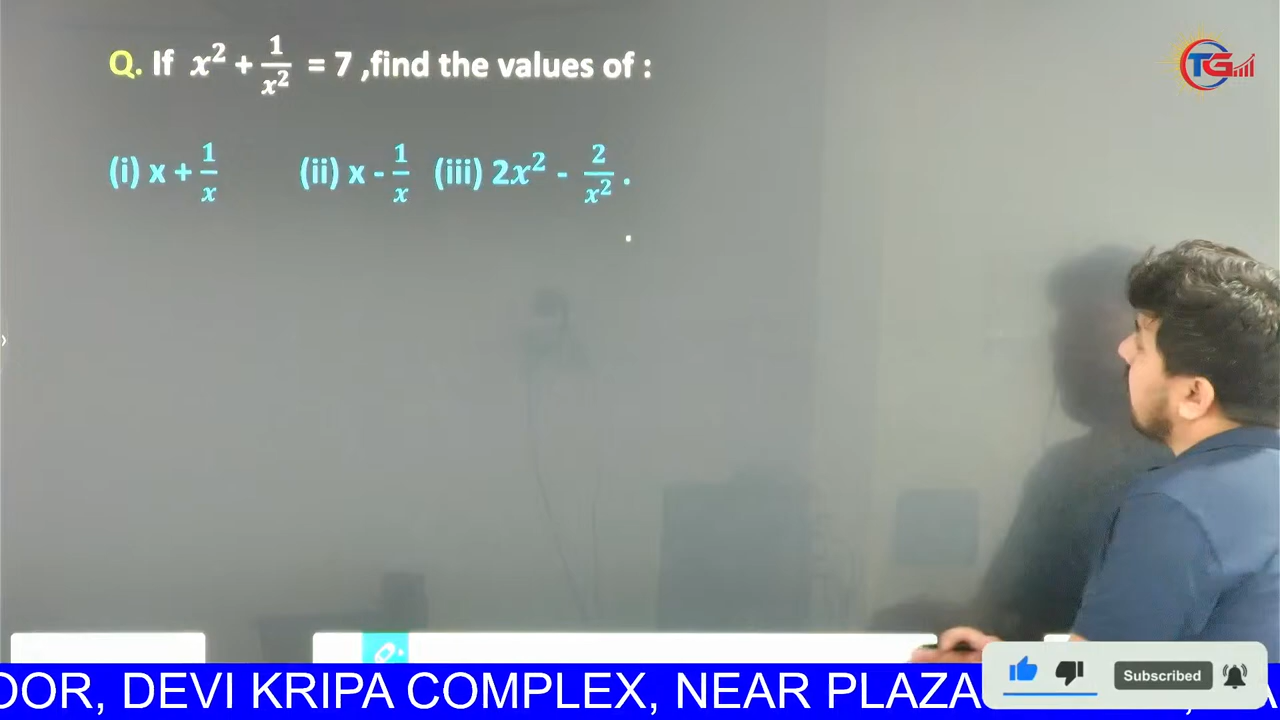 Q. If x² + 1/x² = 7 ,find the values of :
TG
(i) x + 1/x (ii) x - 1/x (iii) 2x² - 2/x² .
.
OOR, DEVI KRIPA COMPLEX, NEAR PLAZA
Subscribed